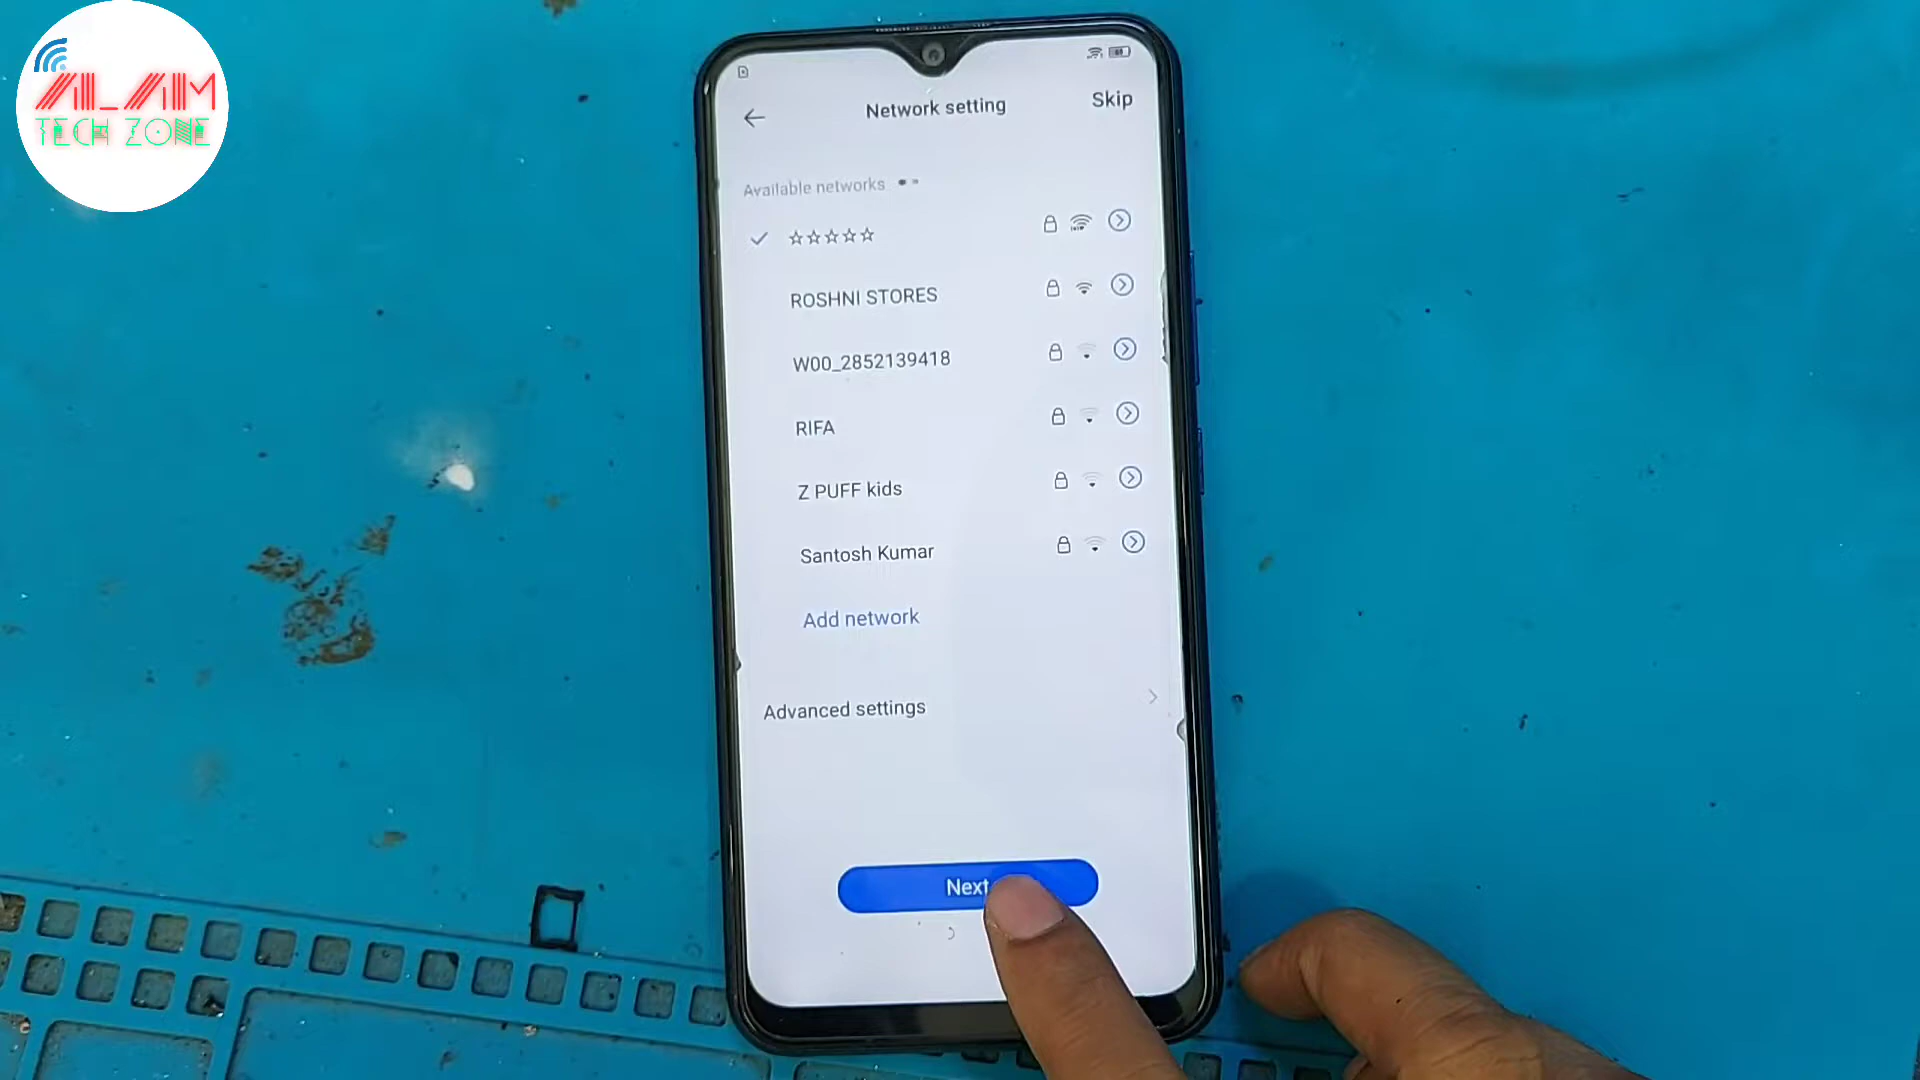 ALAM
TECH ZONE
Network setting
Skip
Available networks
☆☆☆☆☆
ROSHNI STORES
W00_2852139418
RIFA
Z PUFF kids
Santosh Kumar
Add network
Advanced settings
Next